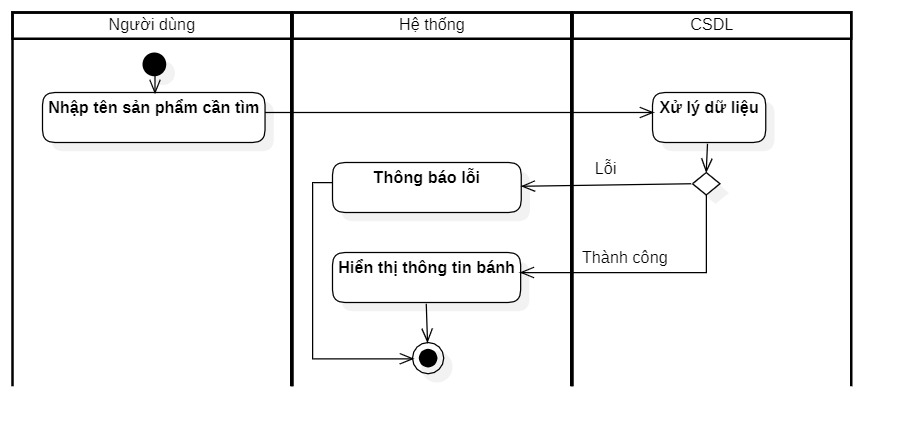 Người dùng
Hệ thống
CSDL
Nhập tên sản phẩm cần tìm
Xử lý dữ liệu
Thông báo lỗi
Lỗi
Hiển thị thông tin bánh
Thành công